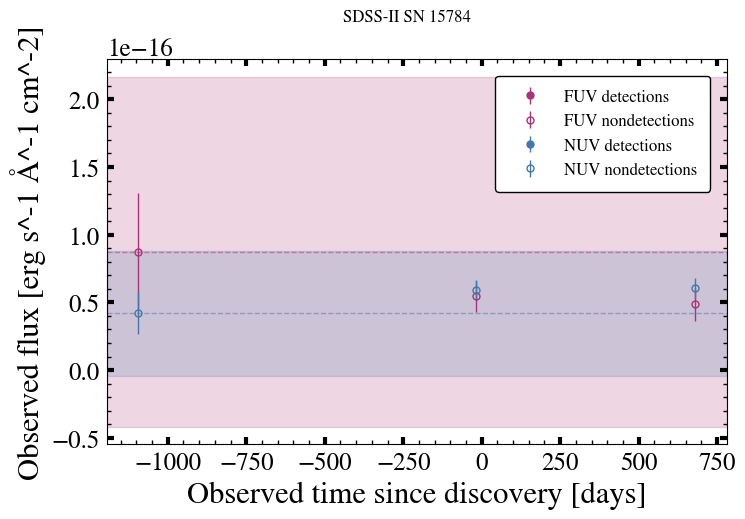 SDSS-II SN 15784
1e−16
Observed flux [erg s^-1 Å^-1 cm^-2]
2.0
1.5
1.0
0.5
0.0
−0.5
FUV detections
FUV nondetections
NUV detections
NUV nondetections
−1000 −750 −500 −250 0 250 500 750
Observed time since discovery [days]